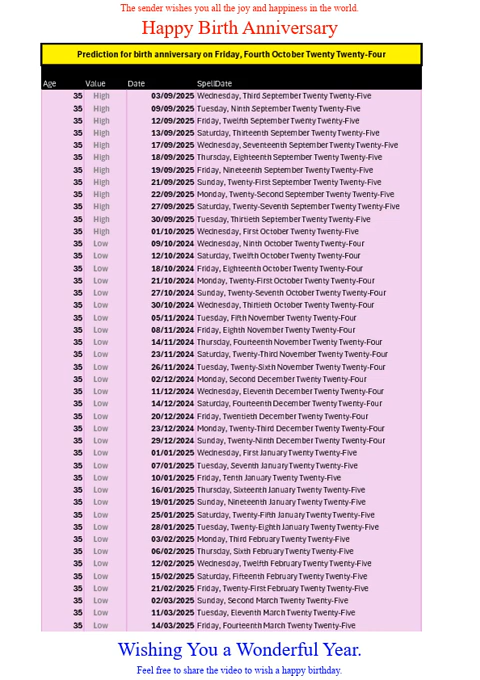 The sender wishes you all the joy and happiness in the world.
Happy Birth Anniversary
Prediction for birth anniversary on Friday, Fourth October Twenty Twenty-Four
Age Value Date SpellDate
35 High 03/09/2025 Wednesday, Third September Twenty Twenty-Five
35 High 09/09/2025 Tuesday, Ninth September Twenty Twenty-Five
35 High 12/09/2025 Friday, Twelfth September Twenty Twenty-Five
35 High 13/09/2025 Saturday, Thirteenth September Twenty Twenty-Five
35 High 17/09/2025 Wednesday, Seventeenth September Twenty Twenty-Five
35 High 18/09/2025 Thursday, Eighteenth September Twenty Twenty-Five
35 High 19/09/2025 Friday, Nineteenth September Twenty Twenty-Five
35 High 21/09/2025 Sunday, Twenty-First September Twenty Twenty-Five
35 High 22/09/2025 Monday, Twenty-Second September Twenty Twenty-Five
35 High 27/09/2025 Saturday, Twenty-Seventh September Twenty Twenty-Five
35 High 30/09/2025 Tuesday, Thirtieth September Twenty Twenty-Five
35 High 01/10/2025 Wednesday, First October Twenty Twenty-Five
35 Low 09/10/2024 Wednesday, Ninth October Twenty Twenty-Four
35 Low 12/10/2024 Saturday, Twelfth October Twenty Twenty-Four
35 Low 18/10/2024 Friday, Eighteenth October Twenty Twenty-Four
35 Low 21/10/2024 Monday, Twenty-First October Twenty Twenty-Four
35 Low 27/10/2024 Sunday, Twenty-Seventh October Twenty Twenty-Four
35 Low 30/10/2024 Wednesday, Thirtieth October Twenty Twenty-Four
35 Low 05/11/2024 Tuesday, Fifth November Twenty Twenty-Four
35 Low 08/11/2024 Friday, Eighth November Twenty Twenty-Four
35 Low 14/11/2024 Thursday, Fourteenth November Twenty Twenty-Four
35 Low 23/11/2024 Saturday, Twenty-Third November Twenty Twenty-Four
35 Low 26/11/2024 Tuesday, Twenty-Sixth November Twenty Twenty-Four
35 Low 02/12/2024 Monday, Second December Twenty Twenty-Four
35 Low 11/12/2024 Wednesday, Eleventh December Twenty Twenty-Four
35 Low 14/12/2024 Saturday, Fourteenth December Twenty Twenty-Four
35 Low 20/12/2024 Friday, Twentieth December Twenty Twenty-Four
35 Low 23/12/2024 Monday, Twenty-Third December Twenty Twenty-Four
35 Low 29/12/2024 Sunday, Twenty-Ninth December Twenty Twenty-Four
35 Low 01/01/2025 Wednesday, First January Twenty Twenty-Five
35 Low 07/01/2025 Tuesday, Seventh January Twenty Twenty-Five
35 Low 10/01/2025 Friday, Tenth January Twenty Twenty-Five
35 Low 16/01/2025 Thursday, Sixteenth January Twenty Twenty-Five
35 Low 19/01/2025 Sunday, Nineteenth January Twenty Twenty-Five
35 Low 25/01/2025 Saturday, Twenty-Fifth January Twenty Twenty-Five
35 Low 28/01/2025 Tuesday, Twenty-Eighth January Twenty Twenty-Five
35 Low 03/02/2025 Monday, Third February Twenty Twenty-Five
35 Low 06/02/2025 Thursday, Sixth February Twenty Twenty-Five
35 Low 12/02/2025 Wednesday, Twelfth February Twenty Twenty-Five
35 Low 15/02/2025 Saturday, Fifteenth February Twenty Twenty-Five
35 Low 21/02/2025 Friday, Twenty-First February Twenty Twenty-Five
35 Low 02/03/2025 Sunday, Second March Twenty Twenty-Five
35 Low 11/03/2025 Tuesday, Eleventh March Twenty Twenty-Five
35 Low 14/03/2025 Friday, Fourteenth March Twenty Twenty-Five
Wishing You a Wonderful Year.
Feel free to share the video to wish a happy birthday.